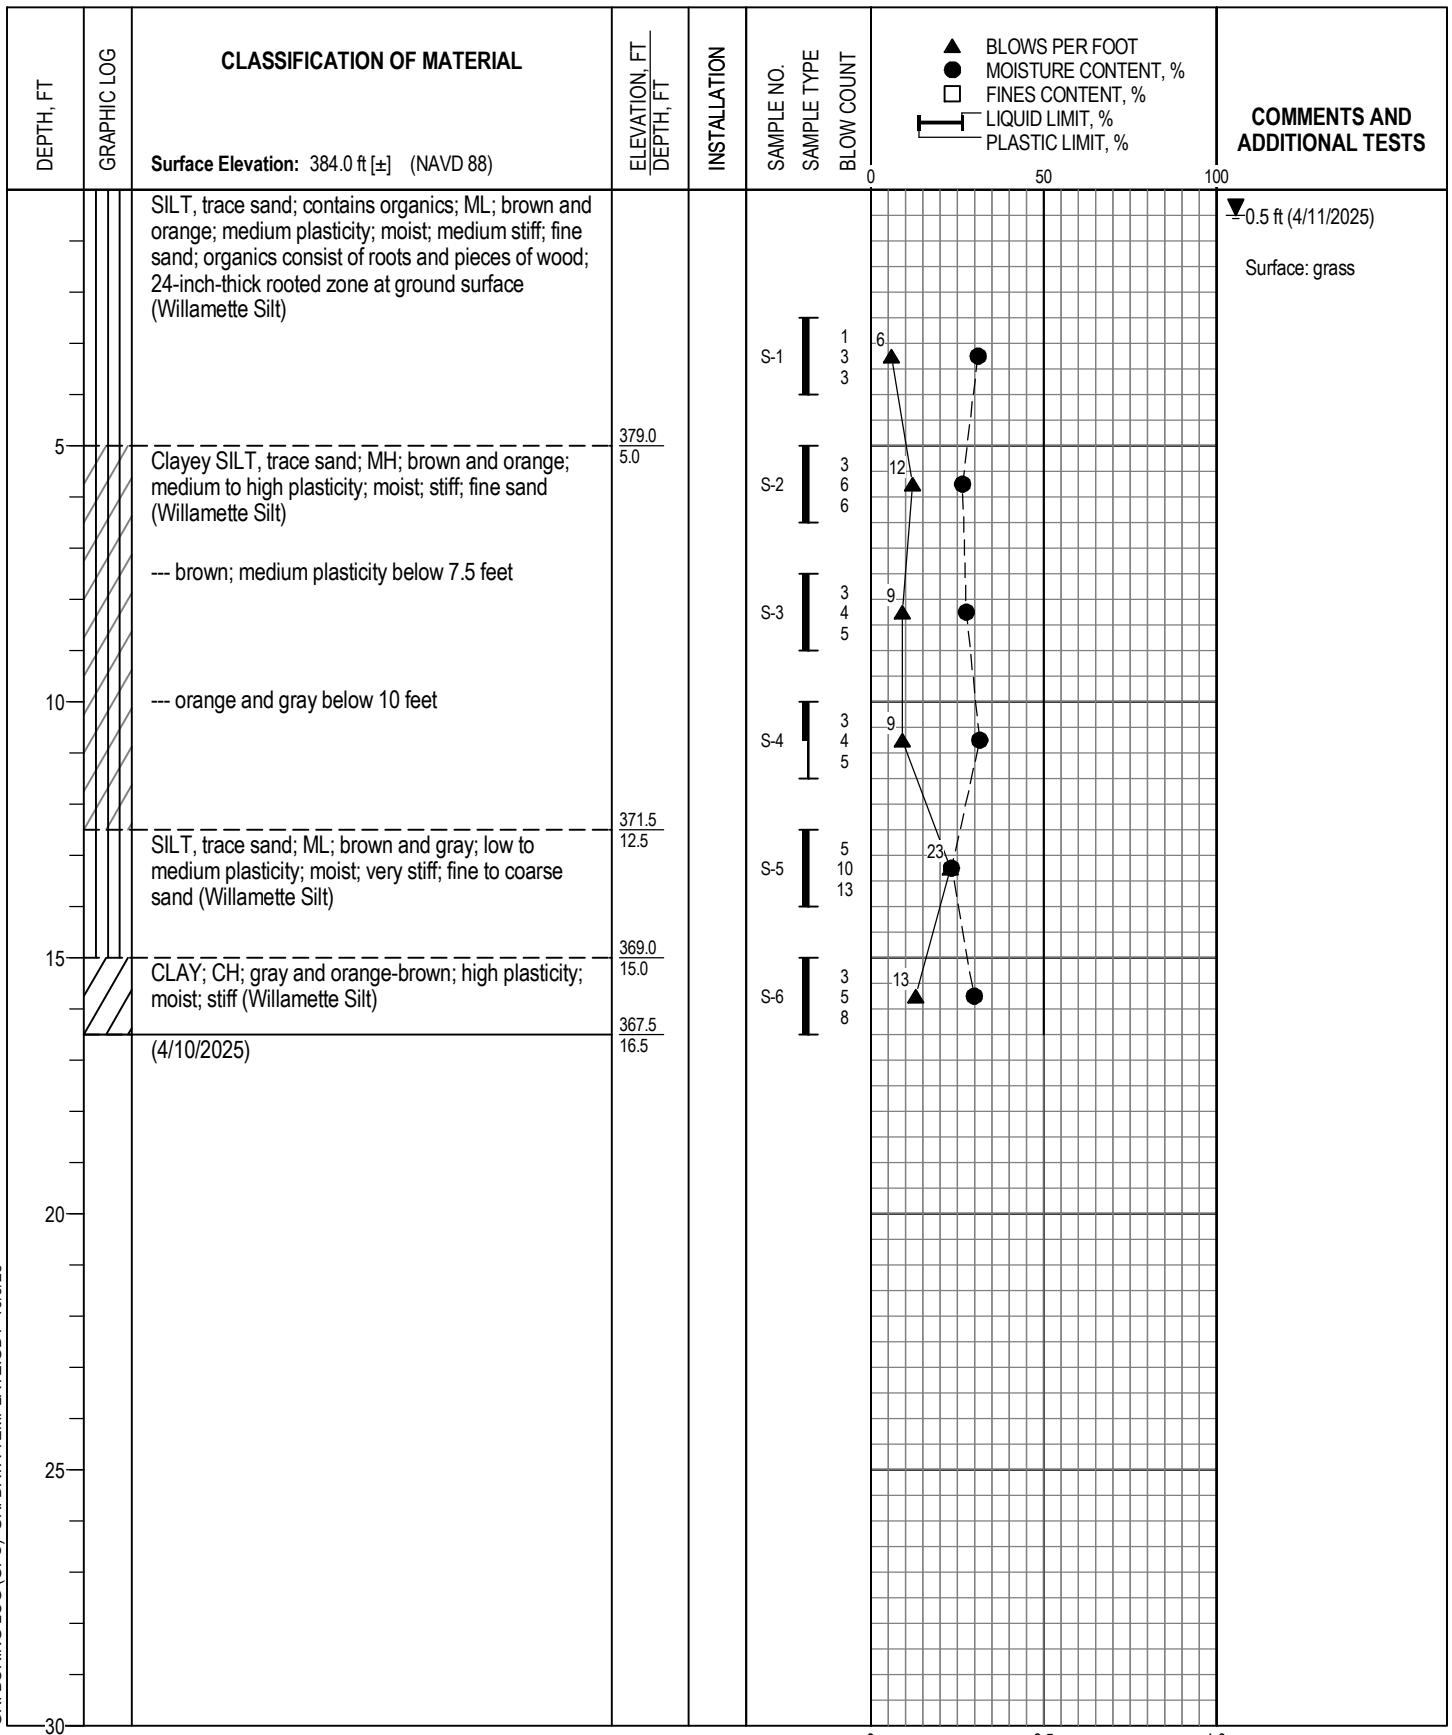 DEPTH, FT
GRAPHIC LOG
CLASSIFICATION OF MATERIAL
Surface Elevation: 384.0 ft [±] (NAVD 88)
ELEVATION, FT
DEPTH, FT
INSTALLATION
SAMPLE NO.
SAMPLE TYPE
BLOW COUNT
BLOWS PER FOOT
MOISTURE CONTENT, %
FINES CONTENT, %
LIQUID LIMIT, %
PLASTIC LIMIT, %
0 50 100
COMMENTS AND
ADDITIONAL TESTS
SILT, trace sand; contains organics; ML; brown and
orange; medium plasticity; moist; medium stiff; fine
sand; organics consist of roots and pieces of wood;
24-inch-thick rooted zone at ground surface
(Willamette Silt)
0.5 ft (4/11/2025)
Surface: grass
S-1
1
3
3
6
5
379.0
5.0
Clayey SILT, trace sand; MH; brown and orange;
medium to high plasticity; moist; stiff; fine sand
(Willamette Silt)
S-2
3
6
6
12
--- brown; medium plasticity below 7.5 feet
S-3
3
4
5
9
10
--- orange and gray below 10 feet
S-4
3
4
5
9
371.5
12.5
SILT, trace sand; ML; brown and gray; low to
medium plasticity; moist; very stiff; fine to coarse
sand (Willamette Silt)
S-5
5
10
13
23
15
369.0
15.0
CLAY; CH; gray and orange-brown; high plasticity;
moist; stiff (Willamette Silt)
S-6
3
5
8
13
367.5
16.5
(4/10/2025)
20
25
30